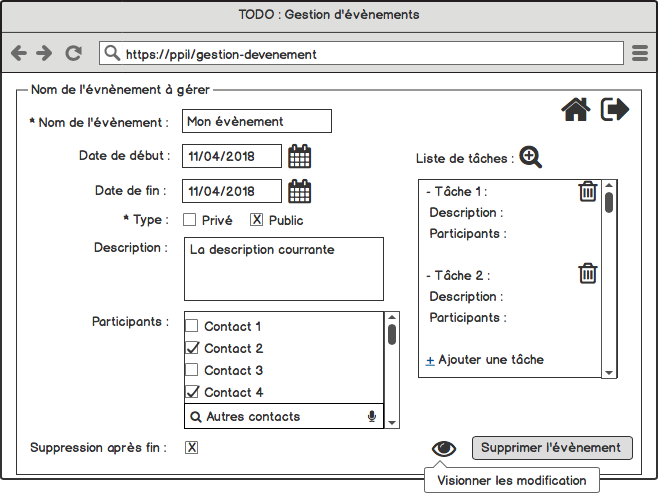 TODO : Gestion d'évènements
https://ppil/gestion-devenement
Nom de l'évnènement à gérer
* Nom de l'évènement : Mon évènement
Date de début : 11/04/2018
Liste de tâches :
Date de fin : 11/04/2018
- Tâche 1 :
* Type : Privé X Public
Description :
Participants :
Description : La description courrante
- Tâche 2 :
Description :
Participants :
Participants : Contact 1
Contact 2
+ Ajouter une tâche
Contact 3
Contact 4
Autres contacts
Suppression après fin : X
Supprimer l'évènement
Visionner les modification